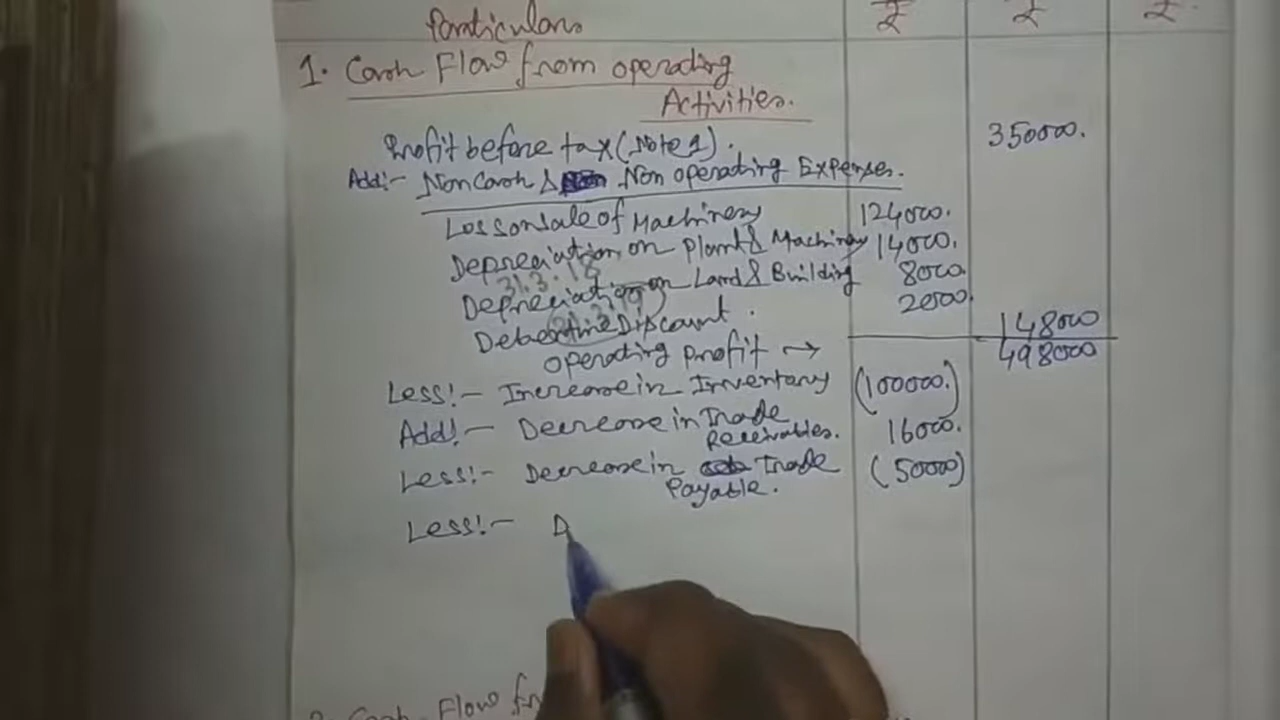 Particulars ₹ ₹ ₹
1. Cash Flow from operating
Activities.
Profit before tax (Note 1). 350000.
Add:- Non Cash & Non operating Expenses.
Loss on sale of Machinery 124000.
Depreciation on Plant & Machinery 14000.
Depreciation on Land & Building 8000
Debenture Discount. 2000
148000
operating profit → 498000
Less:- Increase in Inventory (100000.)
Add:- Decrease in Trade
Receivables. 16000.
Less:- Decrease in Trade (50000)
Payable.
Less:-
Cash Flow